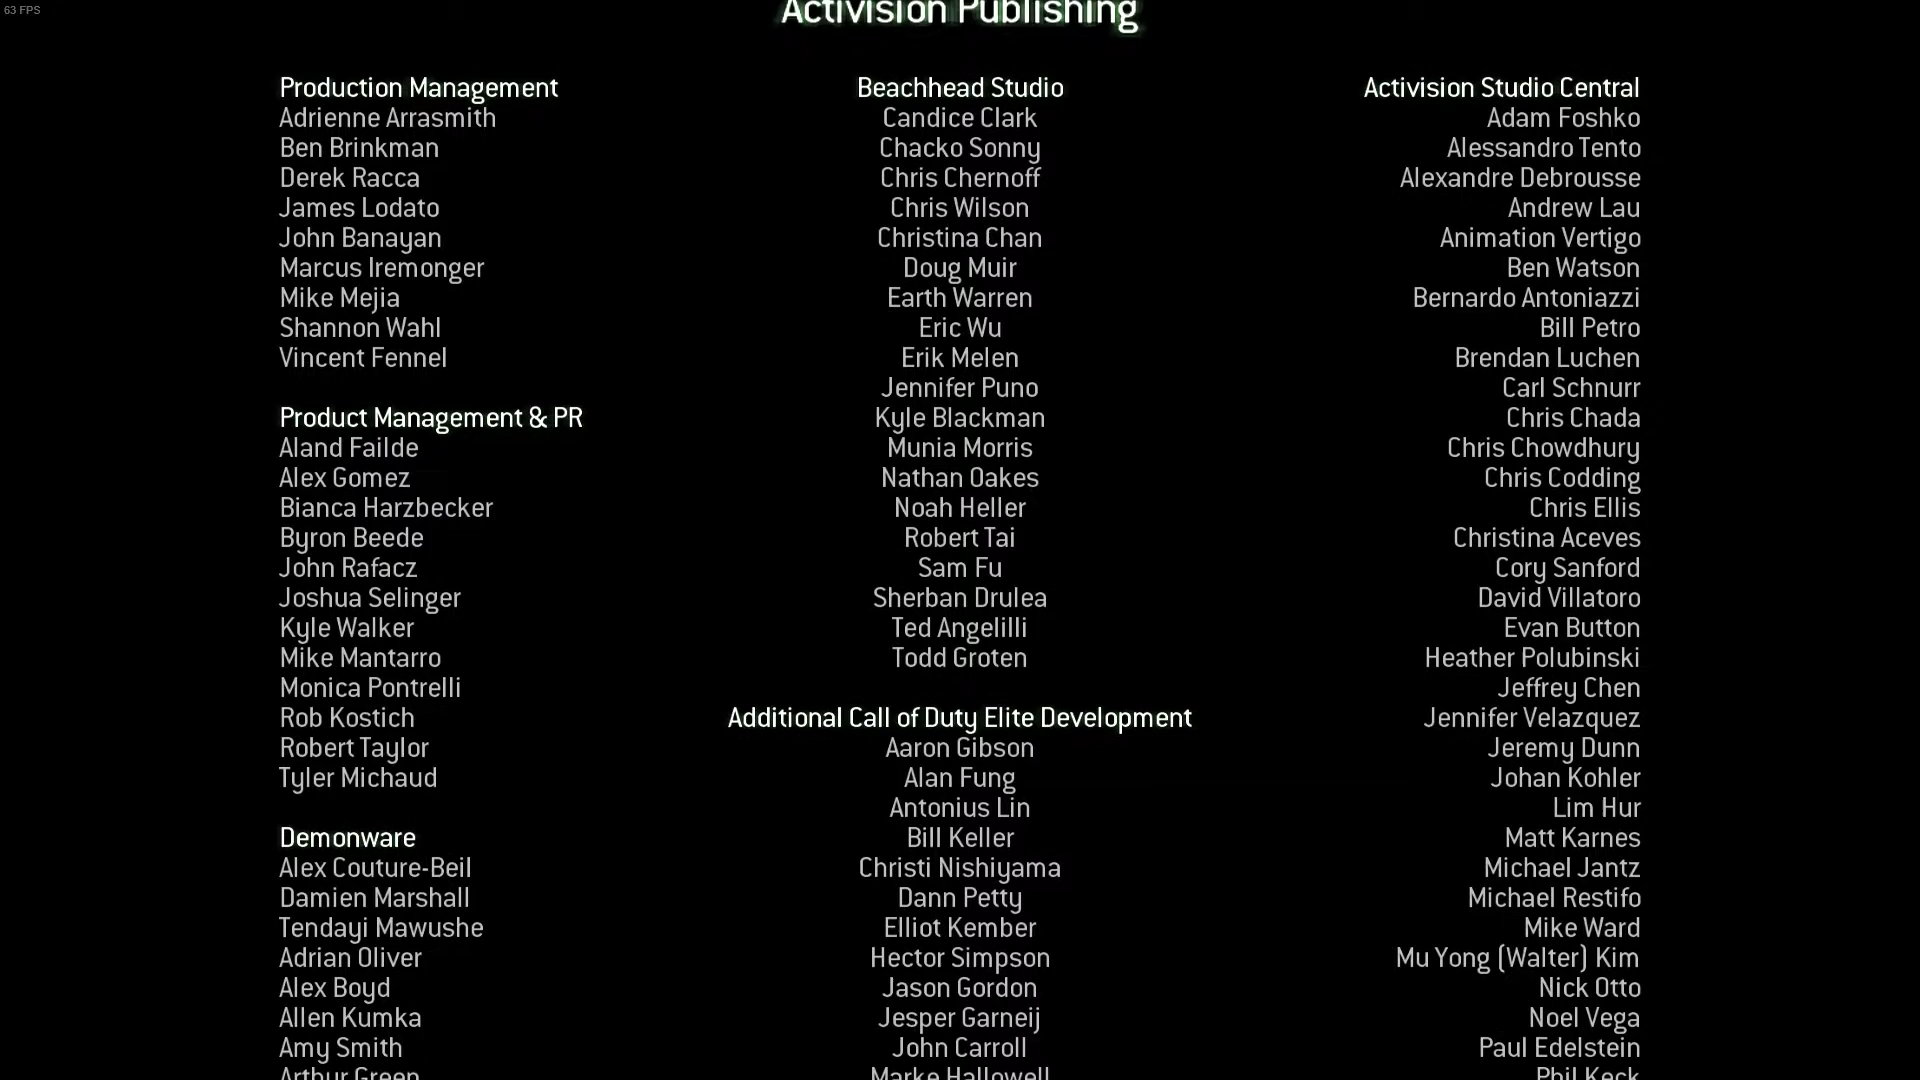 63 FPS
Activision Publishing
Production Management
Adrienne Arrasmith
Ben Brinkman
Derek Racca
James Lodato
John Banayan
Marcus Iremonger
Mike Mejia
Shannon Wahl
Vincent Fennel
Product Management & PR
Aland Failde
Alex Gomez
Bianca Harzbecker
Byron Beede
John Rafacz
Joshua Selinger
Kyle Walker
Mike Mantarro
Monica Pontrelli
Rob Kostich
Robert Taylor
Tyler Michaud
Demonware
Alex Couture-Beil
Damien Marshall
Tendayi Mawushe
Adrian Oliver
Alex Boyd
Allen Kumka
Amy Smith
Arthur Green
Beachhead Studio
Candice Clark
Chacko Sonny
Chris Chernoff
Chris Wilson
Christina Chan
Doug Muir
Earth Warren
Eric Wu
Erik Melen
Jennifer Puno
Kyle Blackman
Munia Morris
Nathan Oakes
Noah Heller
Robert Tai
Sam Fu
Sherban Drulea
Ted Angelilli
Todd Groten
Additional Call of Duty Elite Development
Aaron Gibson
Alan Fung
Antonius Lin
Bill Keller
Christi Nishiyama
Dann Petty
Elliot Kember
Hector Simpson
Jason Gordon
Jesper Garneij
John Carroll
Marke Hallowell
Activision Studio Central
Adam Foshko
Alessandro Tento
Alexandre Debrousse
Andrew Lau
Animation Vertigo
Ben Watson
Bernardo Antoniazzi
Bill Petro
Brendan Luchen
Carl Schnurr
Chris Chada
Chris Chowdhury
Chris Codding
Chris Ellis
Christina Aceves
Cory Sanford
David Villatoro
Evan Button
Heather Polubinski
Jeffrey Chen
Jennifer Velazquez
Jeremy Dunn
Johan Kohler
Lim Hur
Matt Karnes
Michael Jantz
Michael Restifo
Mike Ward
Mu Yong (Walter) Kim
Nick Otto
Noel Vega
Paul Edelstein
Phil Keck